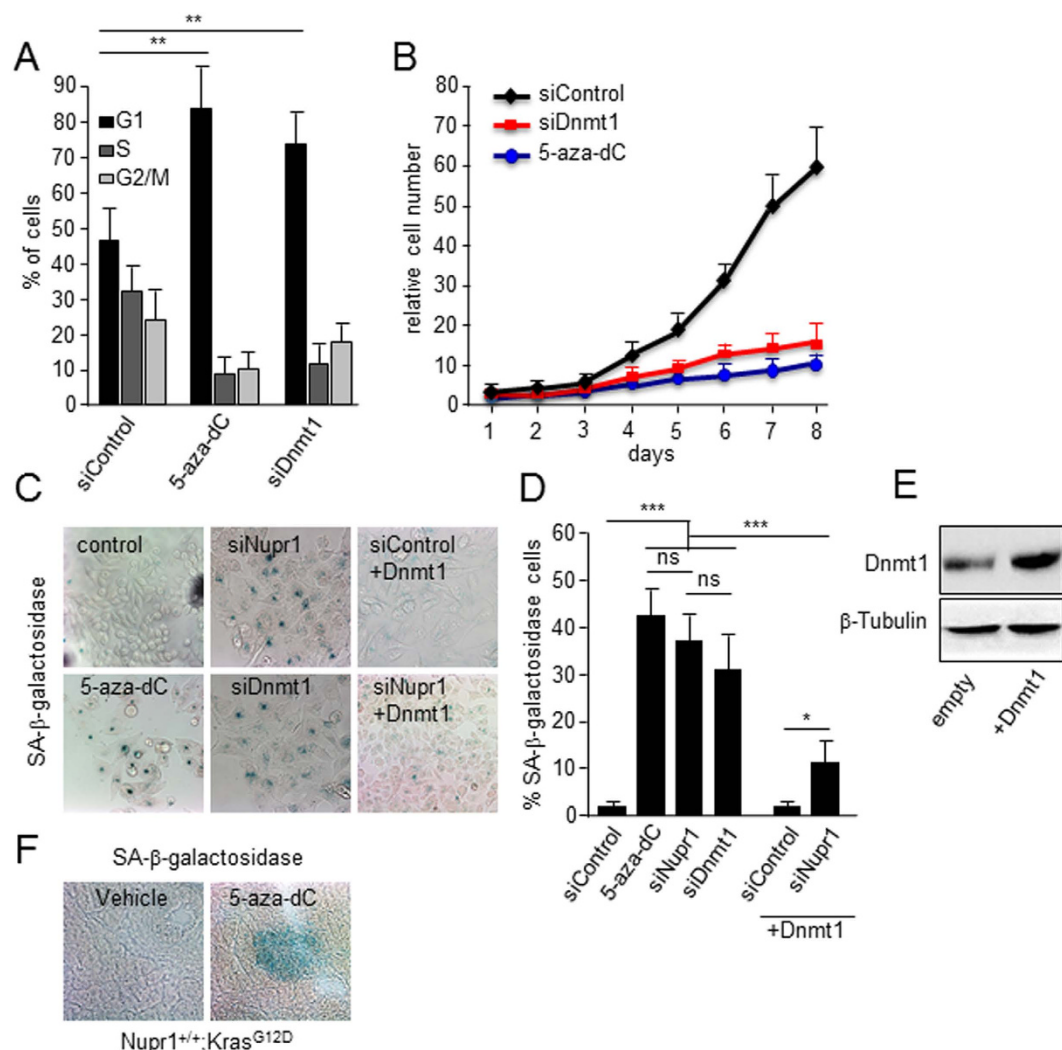 A
** 
**
% of cells
90
80
70
60
50
40
30
20
10
0
G1
S
G2/M
siControl
5-aza-dC
siDnmt1
B
relative cell number
80
70
60
50
40
30
20
10
0
siControl
siDnmt1
5-aza-dC
1 2 3 4 5 6 7 8
days
C
SA-β-galactosidase
control
siNupr1
siControl
+Dnmt1
5-aza-dC
siDnmt1
siNupr1
+Dnmt1
D
% SA-β-galactosidase cells
60
50
40
30
20
10
0
***
***
ns
ns
*
siControl
5-aza-dC
siNupr1
siDnmt1
siControl
siNupr1
+Dnmt1
E
Dnmt1
β-Tubulin
empty
+Dnmt1
F
SA-β-galactosidase
Vehicle
5-aza-dC
Nupr1+/+;KrasG12D